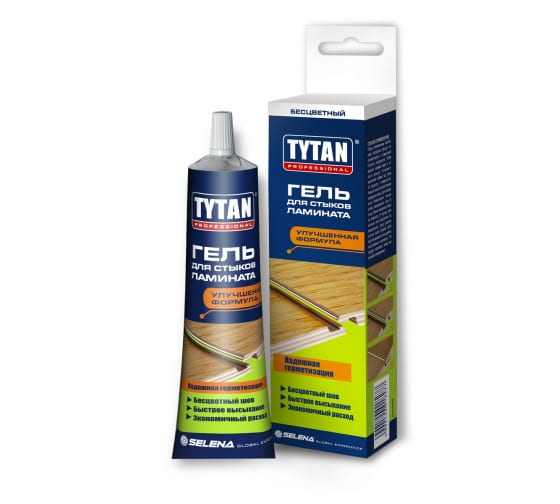 TYTAN
PROFESSIONAL
ГЕЛЬ
ДЛЯ СТЫКОВ
ЛАМИНАТА
УЛУЧШЕННАЯ
ФОРМУЛА
Надежная герметизация
Бесцветный шов
Быстрое высыхание
Экономичный расход
SELENA GLOBAL
БЕСЦВЕТНЫЙ
TYTAN
PROFESSIONAL
ГЕЛЬ
ДЛЯ СТЫКОВ
ЛАМИНАТА
УЛУЧШЕННАЯ
ФОРМУЛА
Надежная
герметизация
Бесцветный шов
Быстрое высыхание
Экономичный расход
SELENA GLOBAL EXPERIENCE